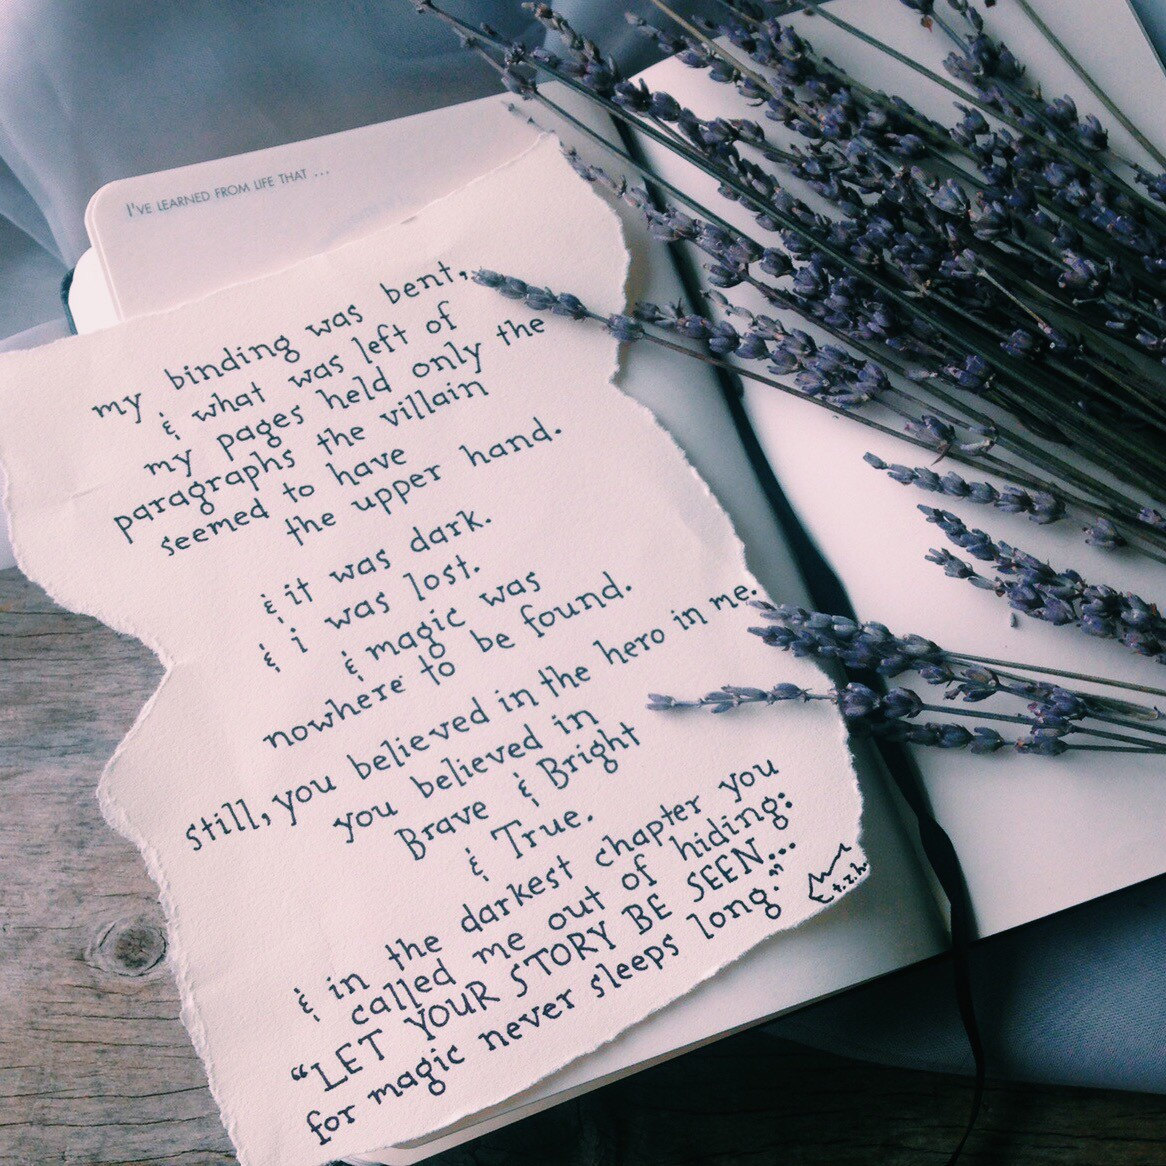 I'VE LEARNED FROM LIFE THAT ...
my binding was bent,
& what was left of
my pages held only the
paragraphs the villain
seemed to have
the upper hand.
& it was dark.
& i was lost.
& magic was
nowhere to be found.
still, you believed in the hero in me.
you believed in
Brave & Bright
& True.
& in the darkest chapter you
called me out of hiding:
"LET YOUR STORY BE SEEN...
for magic never sleeps long."
t.z.h.